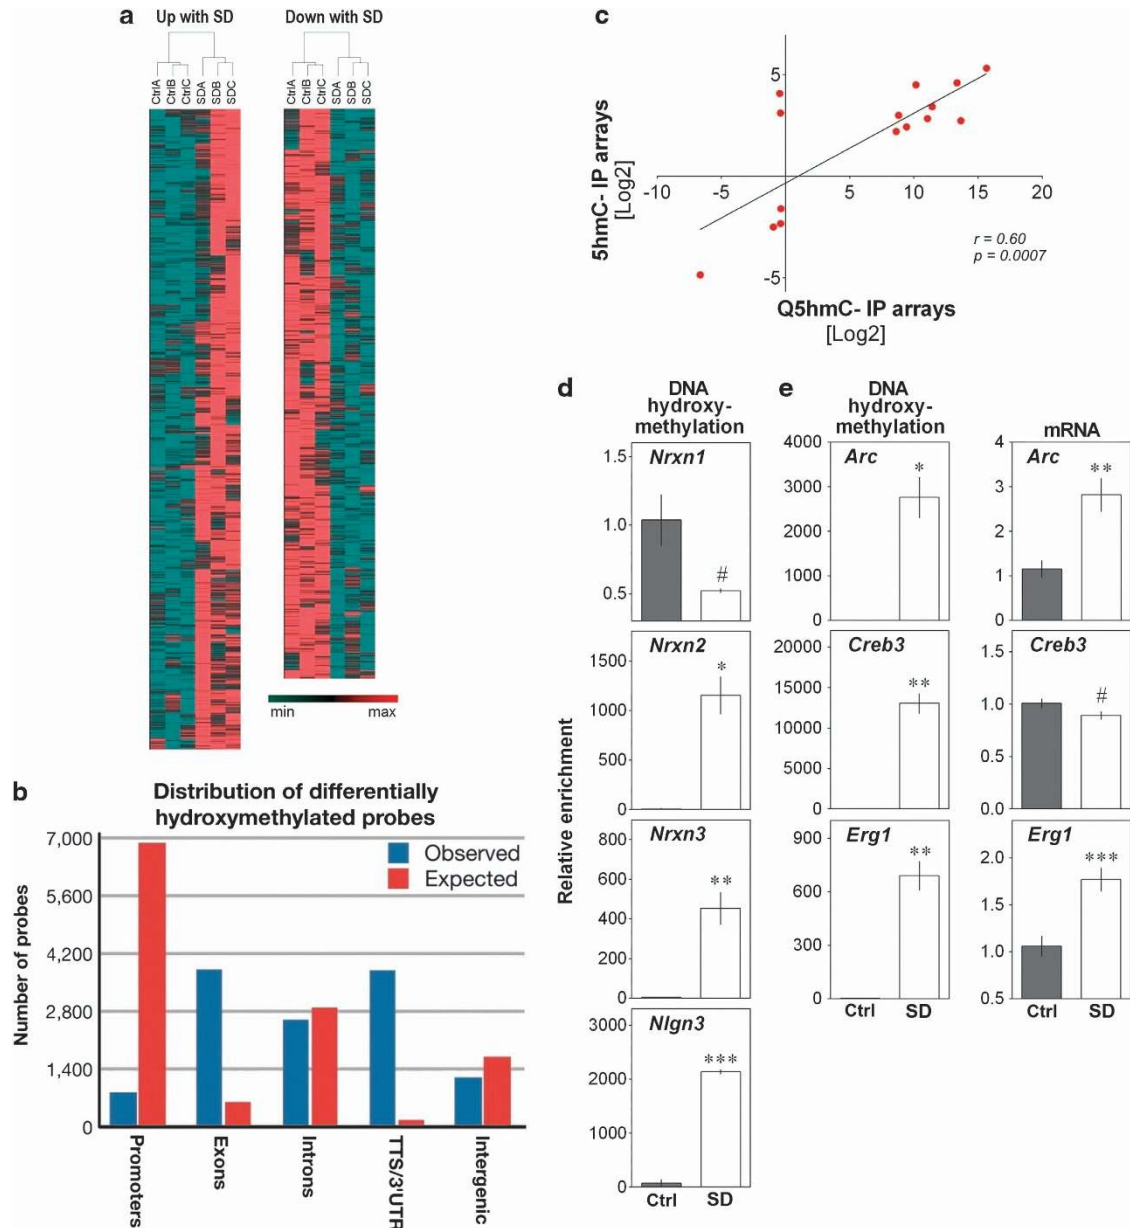 a
Up with SD
Down with SD
CtrlA
CtrlB
CtrlC
SDA
SDB
SDC
CtrlA
CtrlB
CtrlC
SDA
SDB
SDC
min
max
b
Distribution of differentially
hydroxymethylated probes
Number of probes
7,000
5,600
4,200
2,800
1,400
0
Observed
Expected
Promoters
Exons
Introns
TTS/3'UTR
Intergenic
c
5hmC- IP arrays
[Log2]
5
-5
-10
-5
0
5
10
15
20
r = 0.60
p = 0.0007
Q5hmC- IP arrays
[Log2]
d
DNA
hydroxy-
methylation
Relative enrichment
Nrxn1
1.5
1.0
0.5
#
Nrxn2
1500
1000
500
0
*
Nrxn3
600
400
200
0
**
Nlgn3
3000
2000
1000
0
***
Ctrl
SD
e
DNA
hydroxy-
methylation
4000
3000
2000
1000
0
Arc
*
20000
15000
10000
5000
0
Creb3
**
900
600
300
0
Erg1
**
Ctrl
SD
mRNA
4
3
2
1
0
Arc
**
1.5
1.0
0.5
0.0
Creb3
#
2.0
1.5
1.0
0.5
Erg1
***
Ctrl
SD